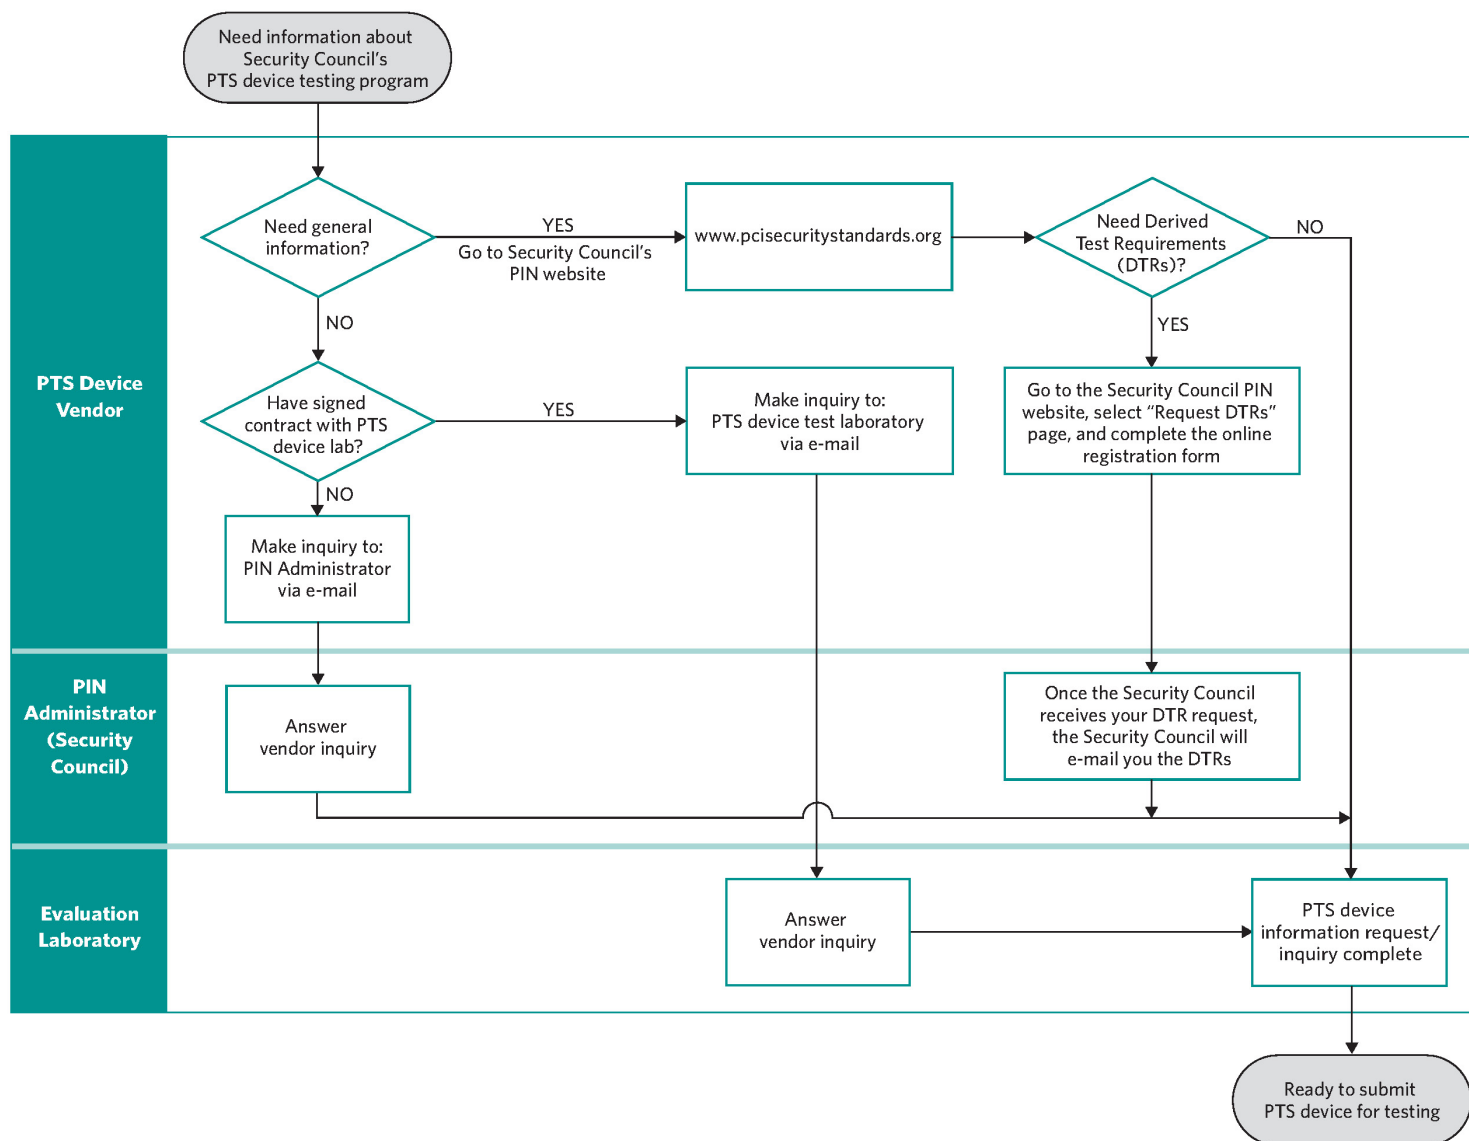 Need information about
Security Council's
PTS device testing program
PTS Device
Vendor
Need general
information?
YES
Go to Security Council's
PIN website
www.pcisecuritystandards.org
Need Derived
Test Requirements
(DTRs)?
NO
NO
YES
Have signed
contract with PTS
device lab?
YES
Make inquiry to:
PTS device test laboratory
via e-mail
Go to the Security Council PIN
website, select “Request DTRs”
page, and complete the online
registration form
NO
Make inquiry to:
PIN Administrator
via e-mail
PIN
Administrator
(Security
Council)
Answer
vendor inquiry
Once the Security Council
receives your DTR request,
the Security Council will
e-mail you the DTRs
Evaluation
Laboratory
Answer
vendor inquiry
PTS device
information request/
inquiry complete
Ready to submit
PTS device for testing